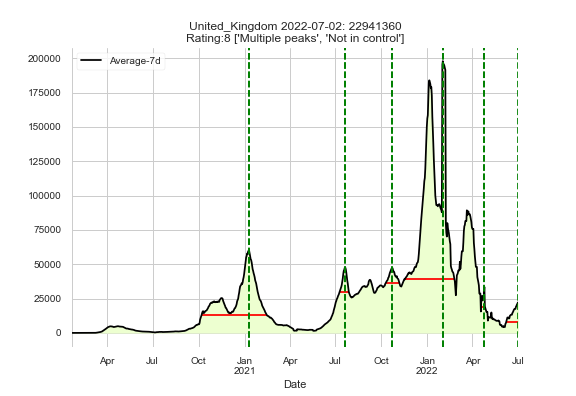 United_Kingdom 2022-07-02: 22941360
Rating:8 ['Multiple peaks', 'Not in control']
Average-7d
200000
175000
150000
125000
100000
75000
50000
25000
0
Apr Jul Oct Jan Apr Jul Oct Jan Apr Jul
2021 2022
Date